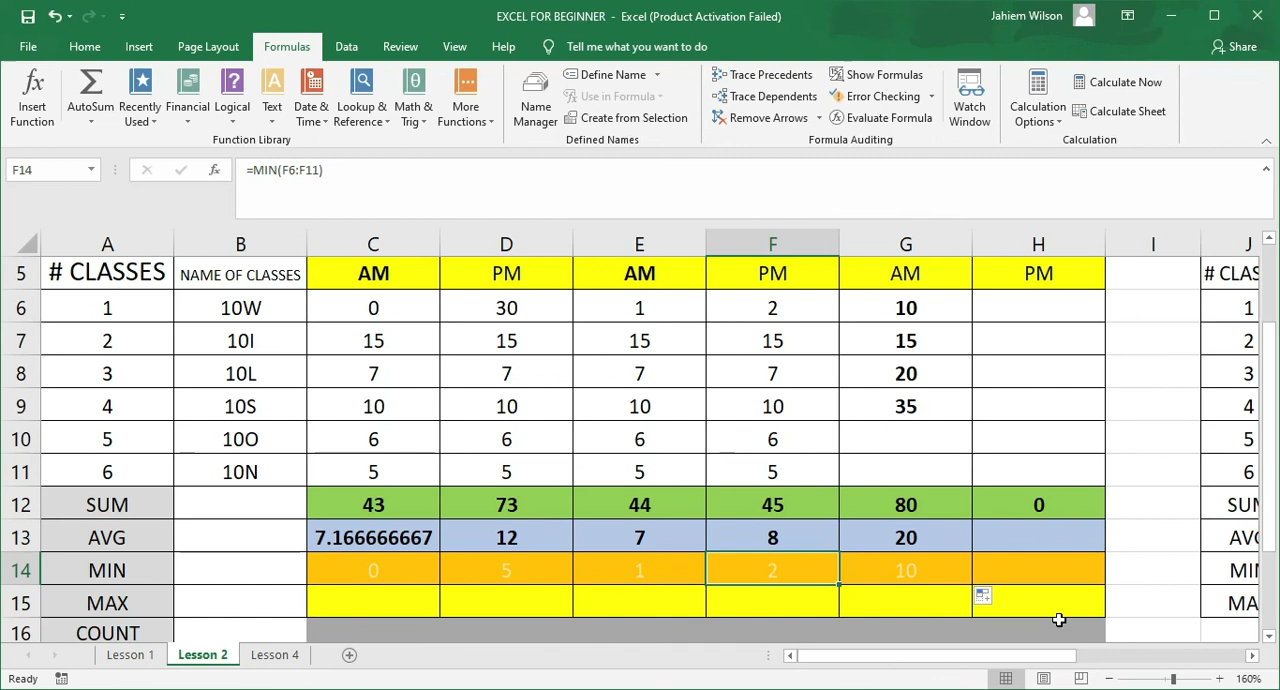 EXCEL FOR BEGINNER - Excel (Product Activation Failed)
Jahiem Wilson
File Home Insert Page Layout Formulas Data Review View Help Tell me what you want to do
Share
Insert Function
AutoSum
Recently Used
Financial
Logical
Text
Date & Time
Lookup & Reference
Math & Trig
More Functions
Function Library
Name Manager
Define Name
Use in Formula
Create from Selection
Defined Names
Trace Precedents
Trace Dependents
Remove Arrows
Show Formulas
Error Checking
Evaluate Formula
Formula Auditing
Watch Window
Calculation Options
Calculate Now
Calculate Sheet
Calculation
F14 fx =MIN(F6:F11)
A B C D E F G H I J
5 # CLASSES NAME OF CLASSES AM PM AM PM AM PM # CLAS
6 1 10W 0 30 1 2 10 1
7 2 10I 15 15 15 15 15 2
8 3 10L 7 7 7 7 20 3
9 4 10S 10 10 10 10 35 4
10 5 10O 6 6 6 6 5
11 6 10N 5 5 5 5 6
12 SUM 43 73 44 45 80 0 SUM
13 AVG 7.166666667 12 7 8 20 AVG
14 MIN 0 5 1 2 10 MIN
15 MAX MA
16 COUNT
Lesson 1 Lesson 2 Lesson 4
Ready 160%